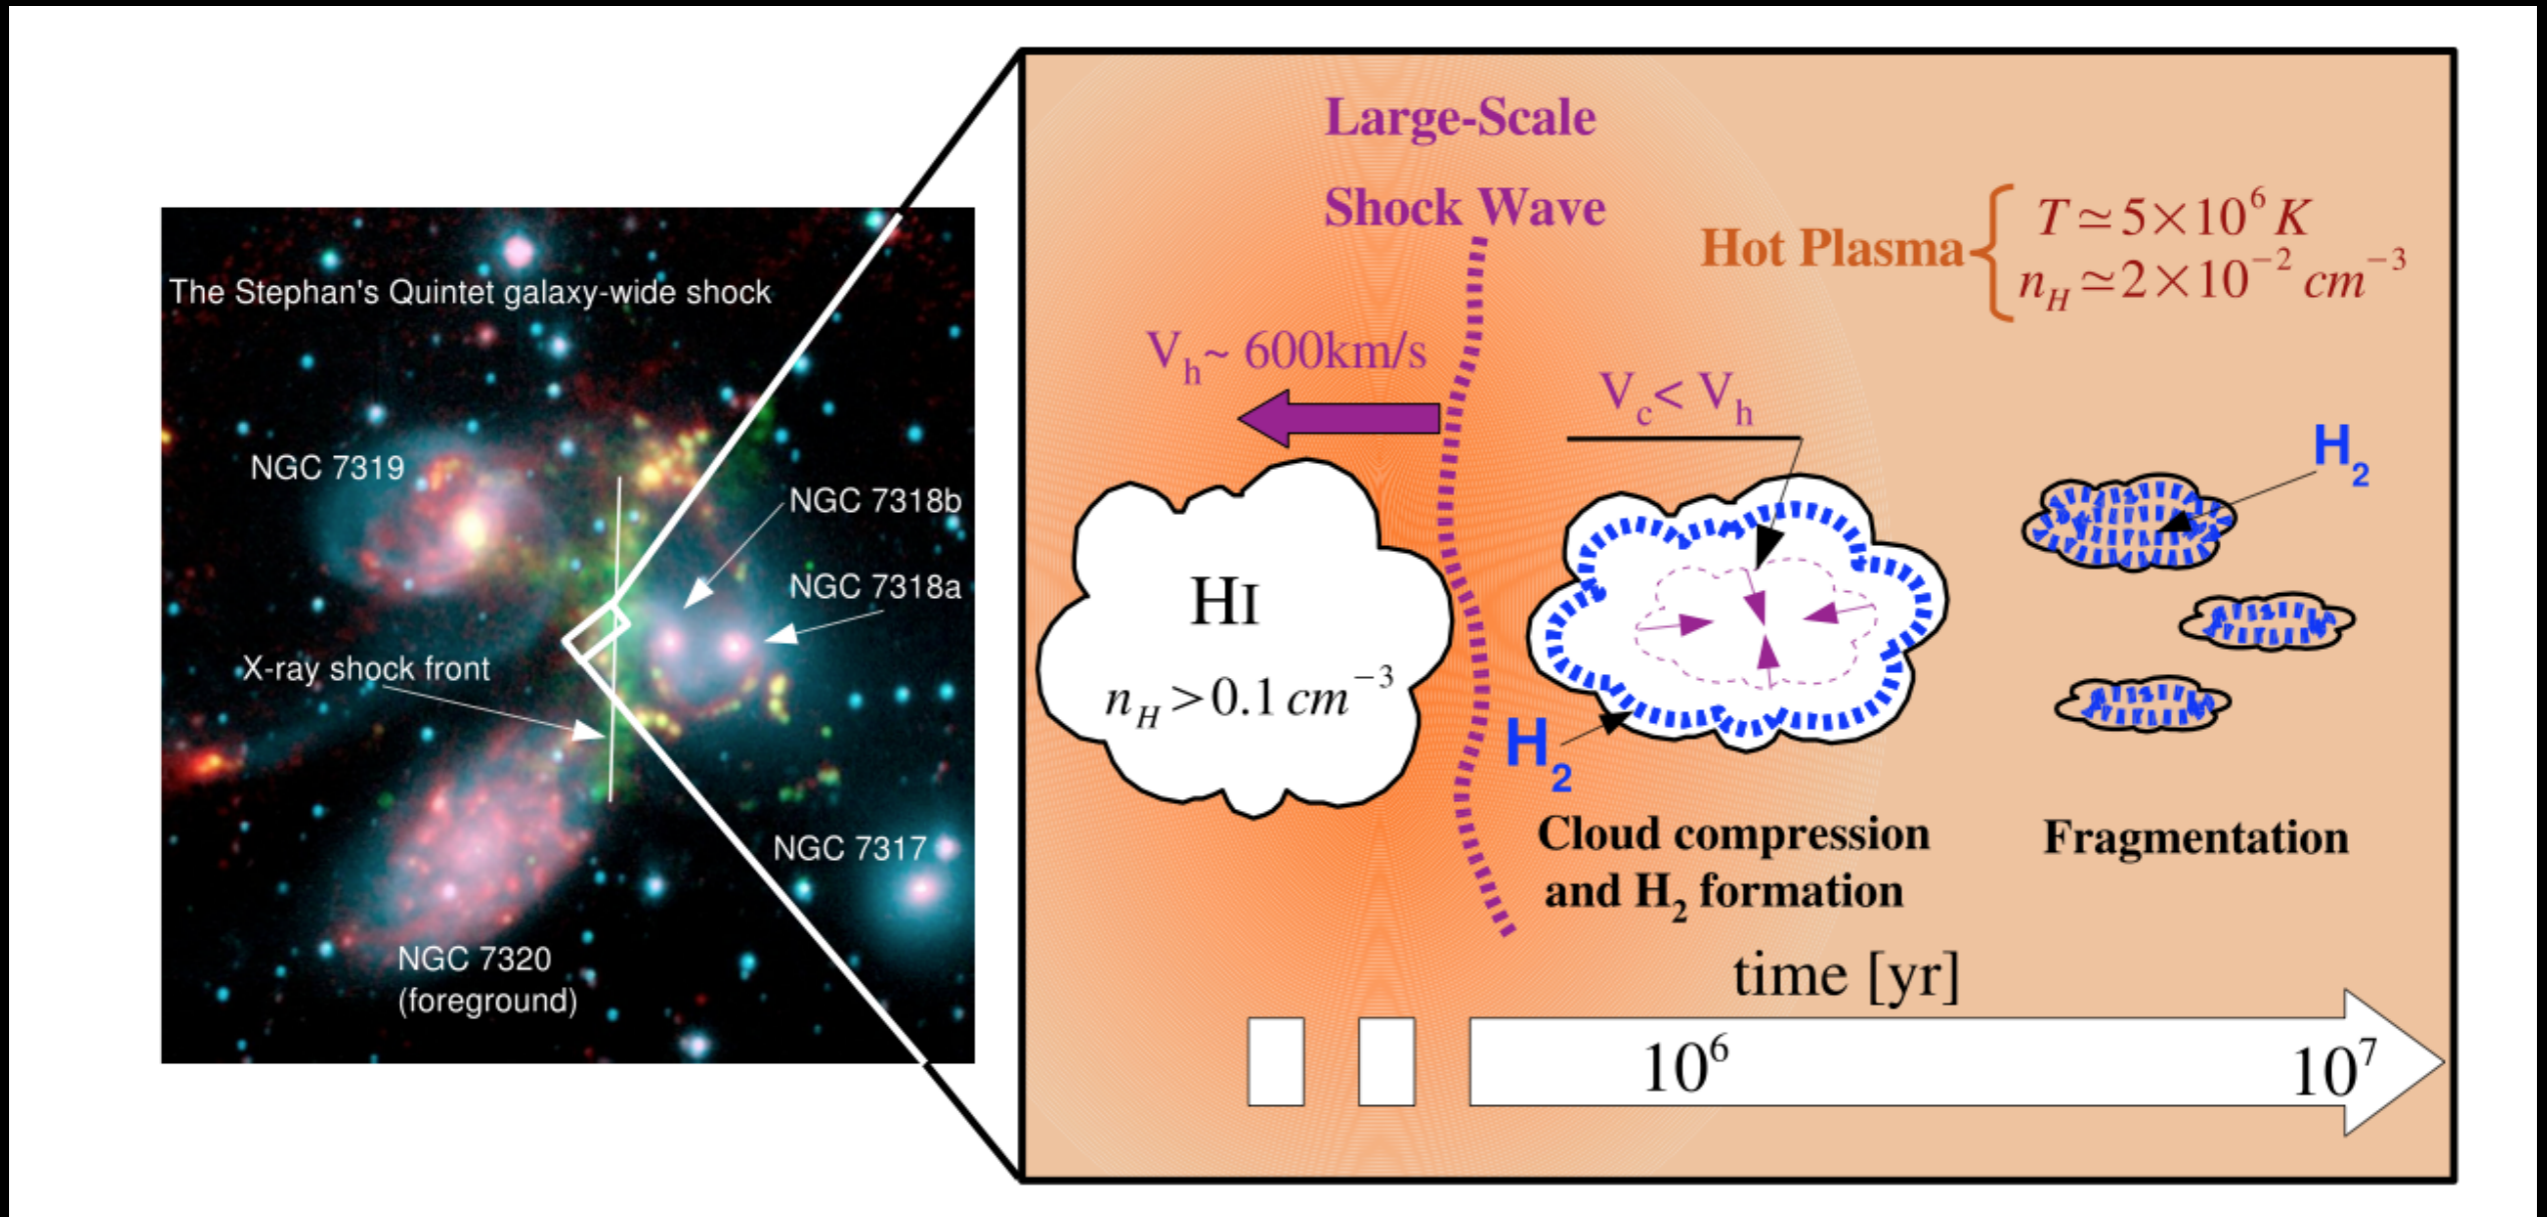 The Stephan's Quintet galaxy-wide shock
NGC 7319
NGC 7318b
NGC 7318a
X-ray shock front
NGC 7317
NGC 7320
(foreground)
Large-Scale
Shock Wave
Hot Plasma { T ≃ 5×10⁶ K
n_H ≃ 2×10⁻² cm⁻³
V_h ~ 600km/s
V_c < V_h
H₂
HI
n_H > 0.1 cm⁻³
H₂
Cloud compression
and H₂ formation
Fragmentation
time [yr]
10⁶
10⁷